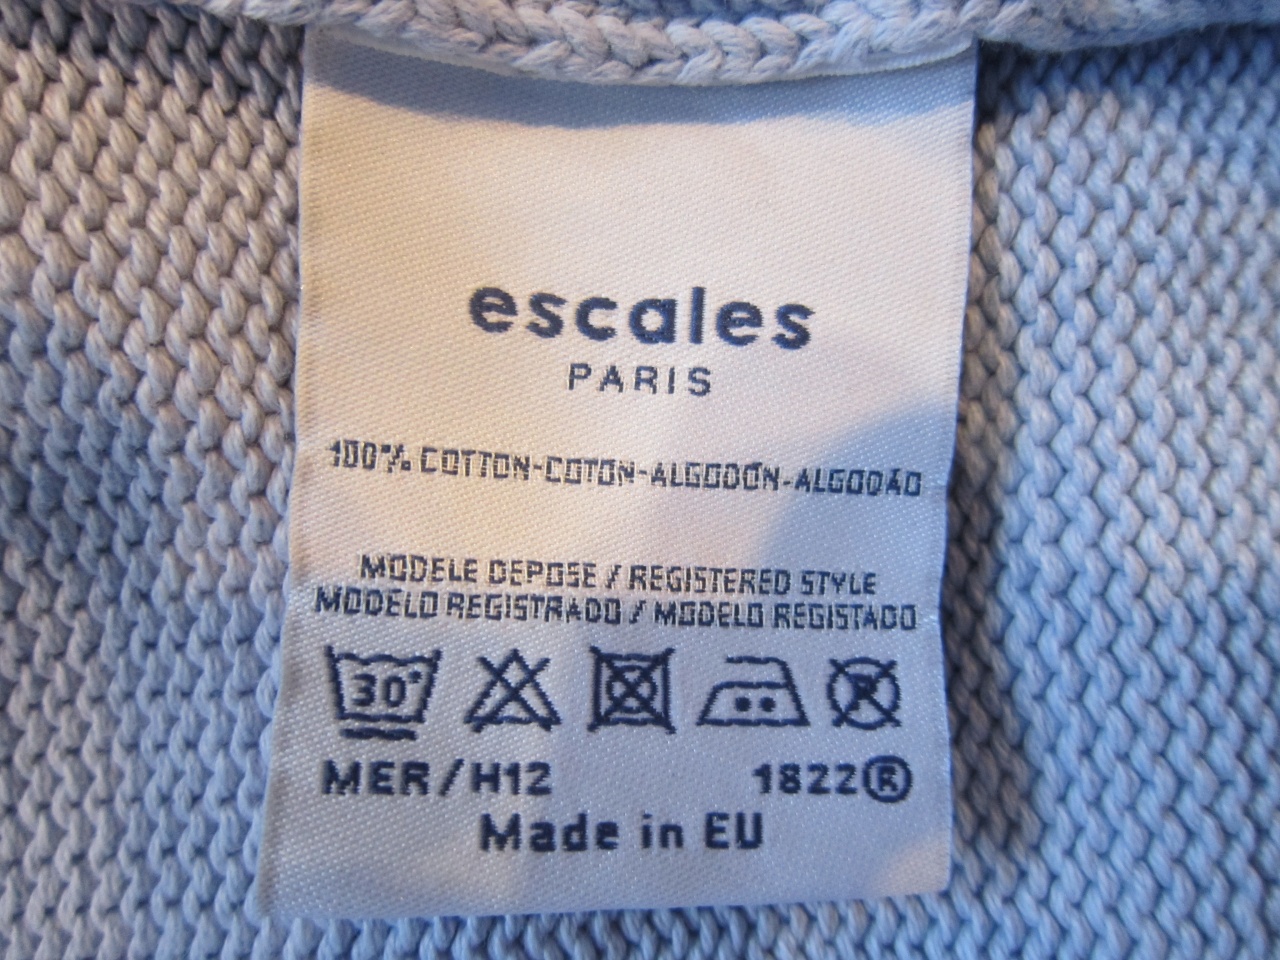 escales
PARIS
100% COTTON-COTON-ALGODÓN-ALGODÃO
MODELE DEPOSE / REGISTERED STYLE
MODELO REGISTRADO / MODELO REGISTADO
30°
R
MER/H12 1822®
Made in EU